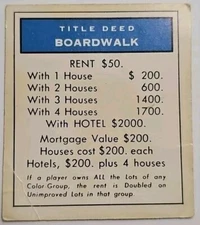 TITLE DEED
BOARDWALK
RENT $50.
With 1 House $ 200.
With 2 Houses 600.
With 3 Houses 1400.
With 4 Houses 1700.
With HOTEL $2000.
Mortgage Value $200.
Houses cost $200. each
Hotels, $200. plus 4 houses
If a player owns ALL the Lots of any
Color-Group, the rent is Doubled on
Unimproved Lots in that group.